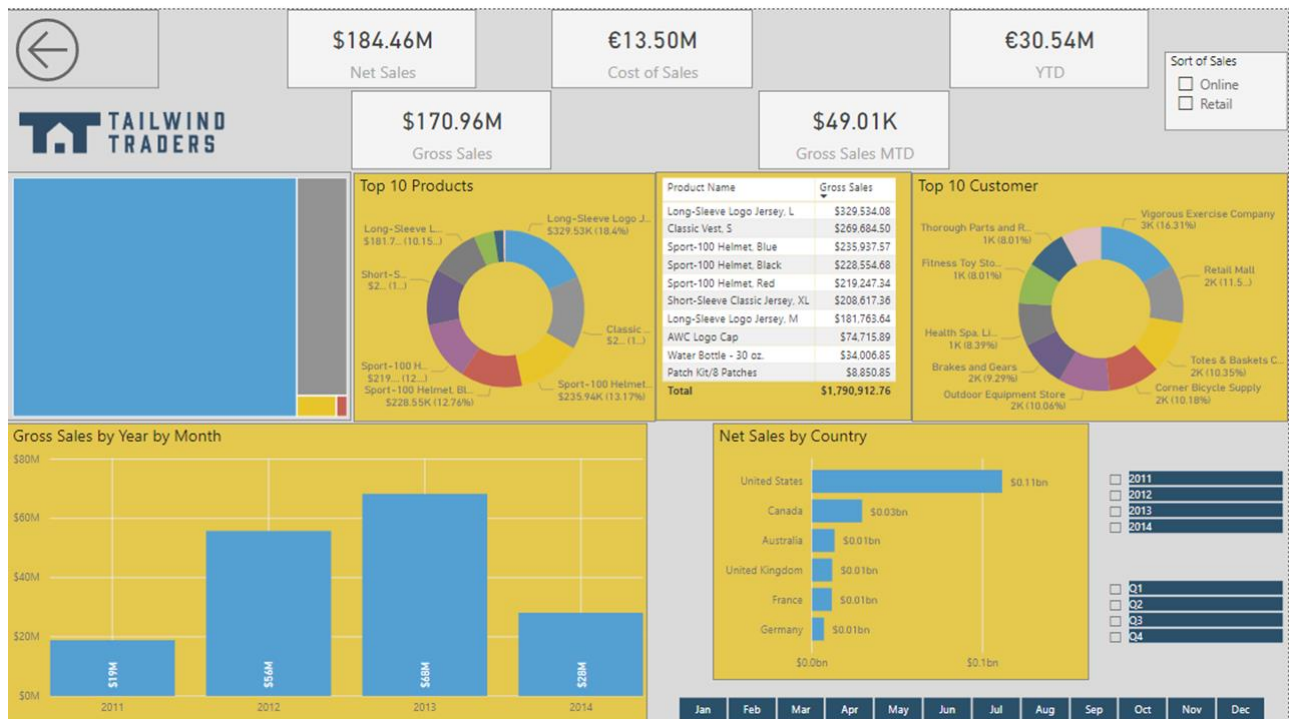 $184.46M
Net Sales
€13.50M
Cost of Sales
€30.54M
YTD
Sort of Sales
Online
Retail
TAILWIND
TRADERS
$170.96M
Gross Sales
$49.01K
Gross Sales MTD
Top 10 Products
Long-Sleeve Logo J...
$329.53K (18.4%)
Classic ...
$2... (1...)
Sport-100 Helmet...
$235.94K (13.17%)
Sport-100 Helmet, Bl...
$228.55K (12.76%)
Sport-100 H...
$219... (12...)
Short-S...
$2... (1...)
Long-Sleeve L...
$181.7... (10.15...)
Product Name Gross Sales
Long-Sleeve Logo Jersey, L $329,534.08
Classic Vest, S $269,684.50
Sport-100 Helmet, Blue $235,937.57
Sport-100 Helmet, Black $228,554.68
Sport-100 Helmet, Red $219,247.34
Short-Sleeve Classic Jersey, XL $208,617.36
Long-Sleeve Logo Jersey, M $181,763.64
AWC Logo Cap $74,715.89
Water Bottle - 30 oz. $34,006.85
Patch Kit/8 Patches $8,850.85
Total $1,790,912.76
Top 10 Customer
Vigorous Exercise Company
3K (16.31%)
Retail Mall
2K (11.5...)
Totes & Baskets C...
2K (10.35%)
Corner Bicycle Supply
2K (10.18%)
Outdoor Equipment Store
2K (10.06%)
Brakes and Gears
2K (9.29%)
Health Spa, Li...
1K (8.39%)
Fitness Toy Sto...
1K (8.01%)
Thorough Parts and R...
1K (8.01%)
Gross Sales by Year by Month
$80M
$60M
$40M
$20M
$0M
$19M
$56M
$68M
$28M
2011
2012
2013
2014
Net Sales by Country
United States $0.11bn
Canada $0.03bn
Australia $0.01bn
United Kingdom $0.01bn
France $0.01bn
Germany $0.01bn
$0.0bn $0.1bn
2011
2012
2013
2014
Q1
Q2
Q3
Q4
Jan Feb Mar Apr May Jun Jul Aug Sep Oct Nov Dec